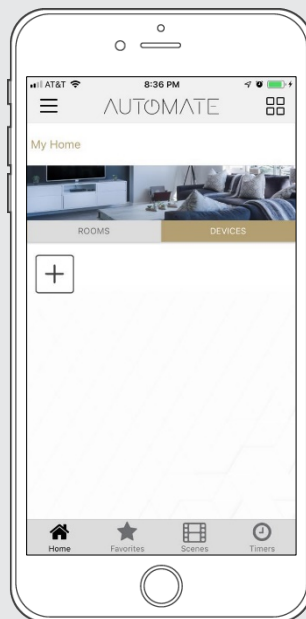 AT&T 8:36 PM
AUTOMATE
My Home
ROOMS DEVICES
Home Favorites Scenes Timers